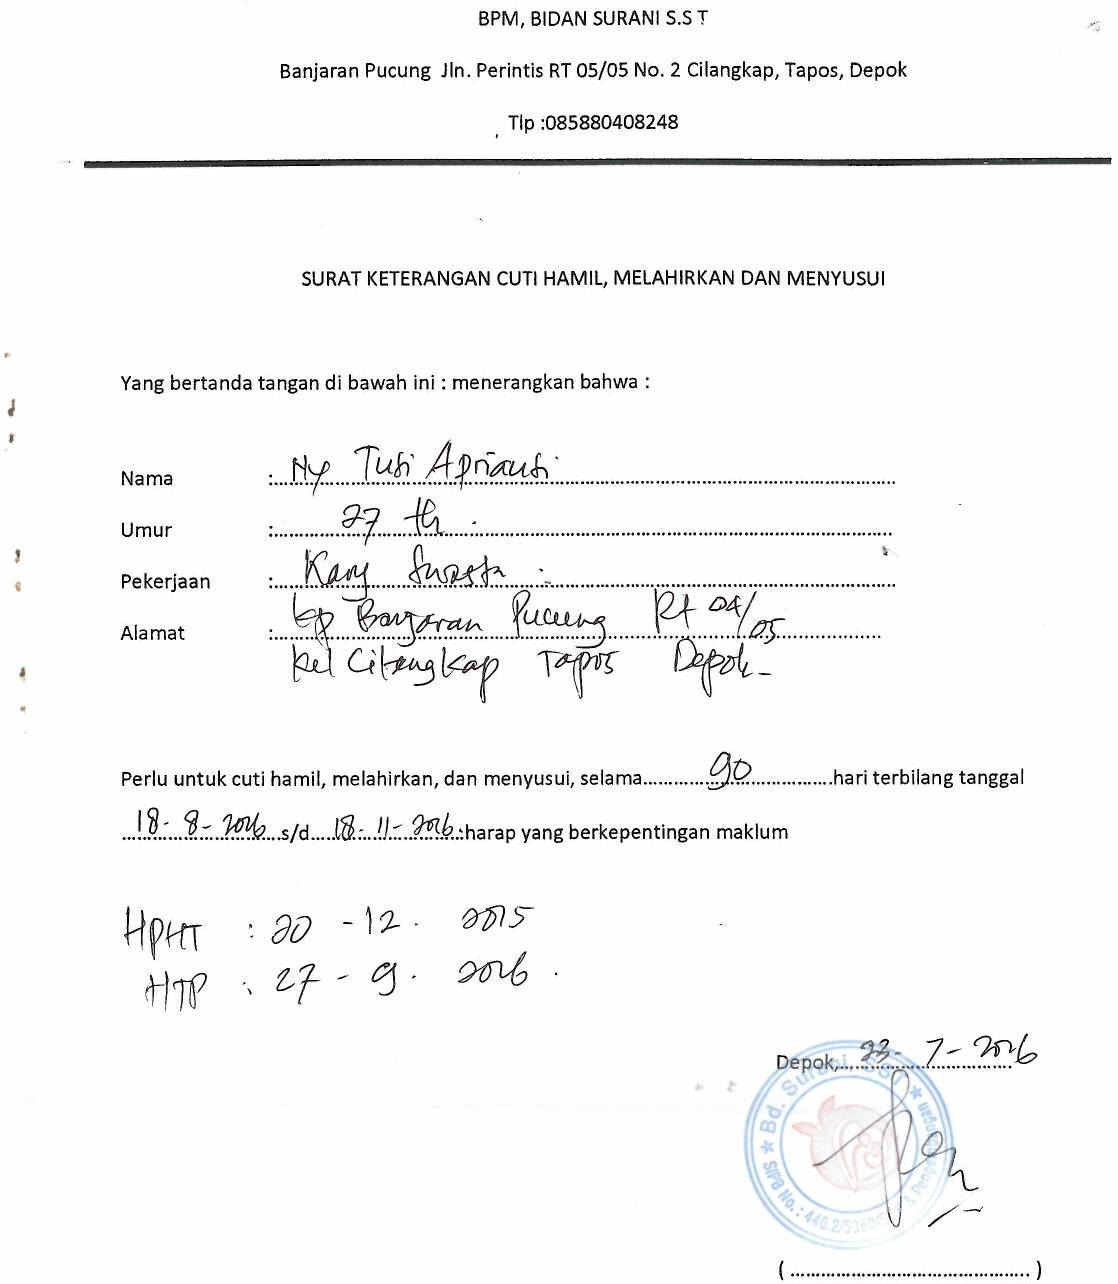 BPM, BIDAN SURANI S.S T
Banjaran Pucung Jln. Perintis RT 05/05 No. 2 Cilangkap, Tapos, Depok
Tlp :085880408248
SURAT KETERANGAN CUTI HAMIL, MELAHIRKAN DAN MENYUSUI
Yang bertanda tangan di bawah ini : menerangkan bahwa :
Nama : Ny Tuti Aprianti
Umur : 27 th.
Pekerjaan : Kary Swasta
Alamat : kp Banjaran Pucung Rt 04/05
kel Cilangkap Tapos Depok
Perlu untuk cuti hamil, melahirkan, dan menyusui, selama 90 hari terbilang tanggal
18-8-2016 s/d 18-11-2016 harap yang berkepentingan maklum
HPHT : 20-12. 2015
HTP : 27-9. 2016.
Depok, 23-7-2016
Bd. Surani, SST
SIPB No. : 446.2/5360
(.................................................)